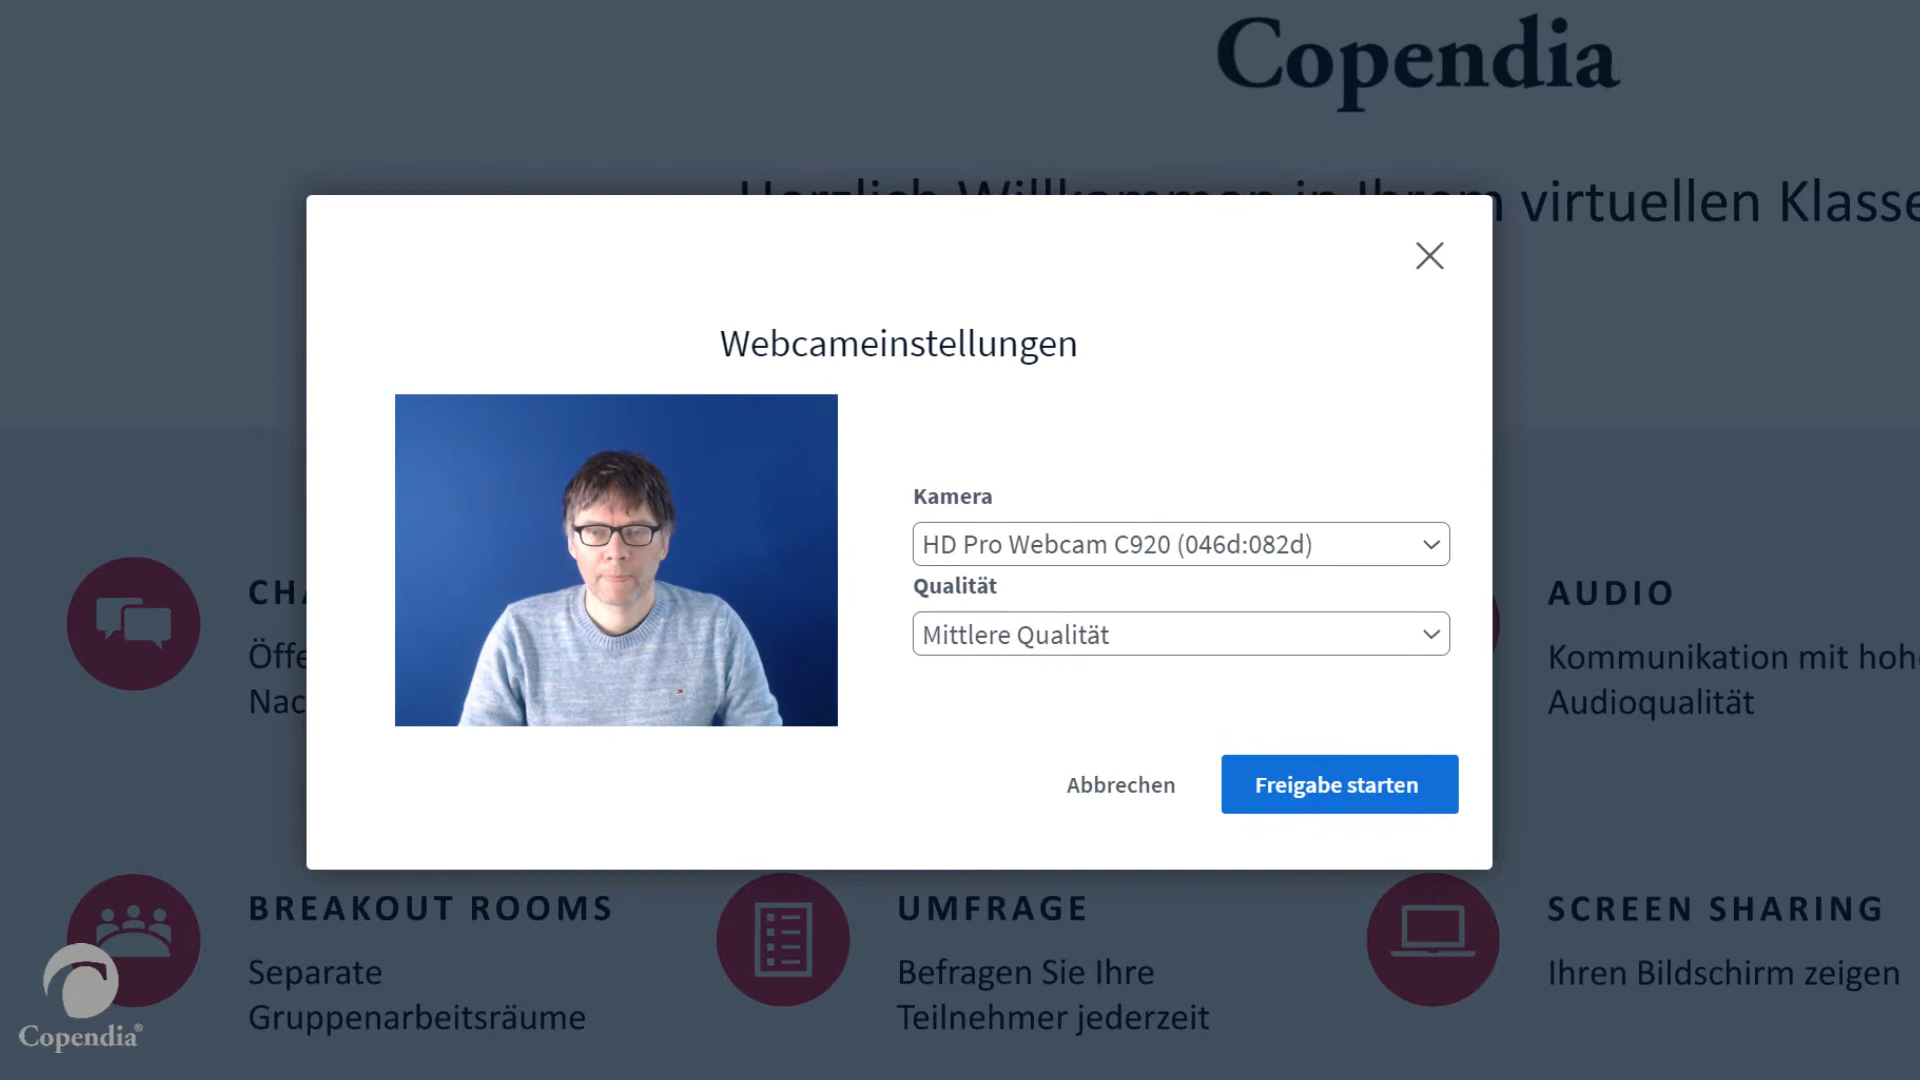 Copendia
virtuellen Klasse
Webcameinstellungen
Kamera
HD Pro Webcam C920 (046d:082d)
Qualität
Mittlere Qualität
Abbrechen
Freigabe starten
AUDIO
Kommunikation mit hoh
Audioqualität
BREAKOUT ROOMS
Separate
Gruppenarbeitsräume
UMFRAGE
Befragen Sie Ihre
Teilnehmer jederzeit
SCREEN SHARING
Ihren Bildschirm zeigen
Copendia®